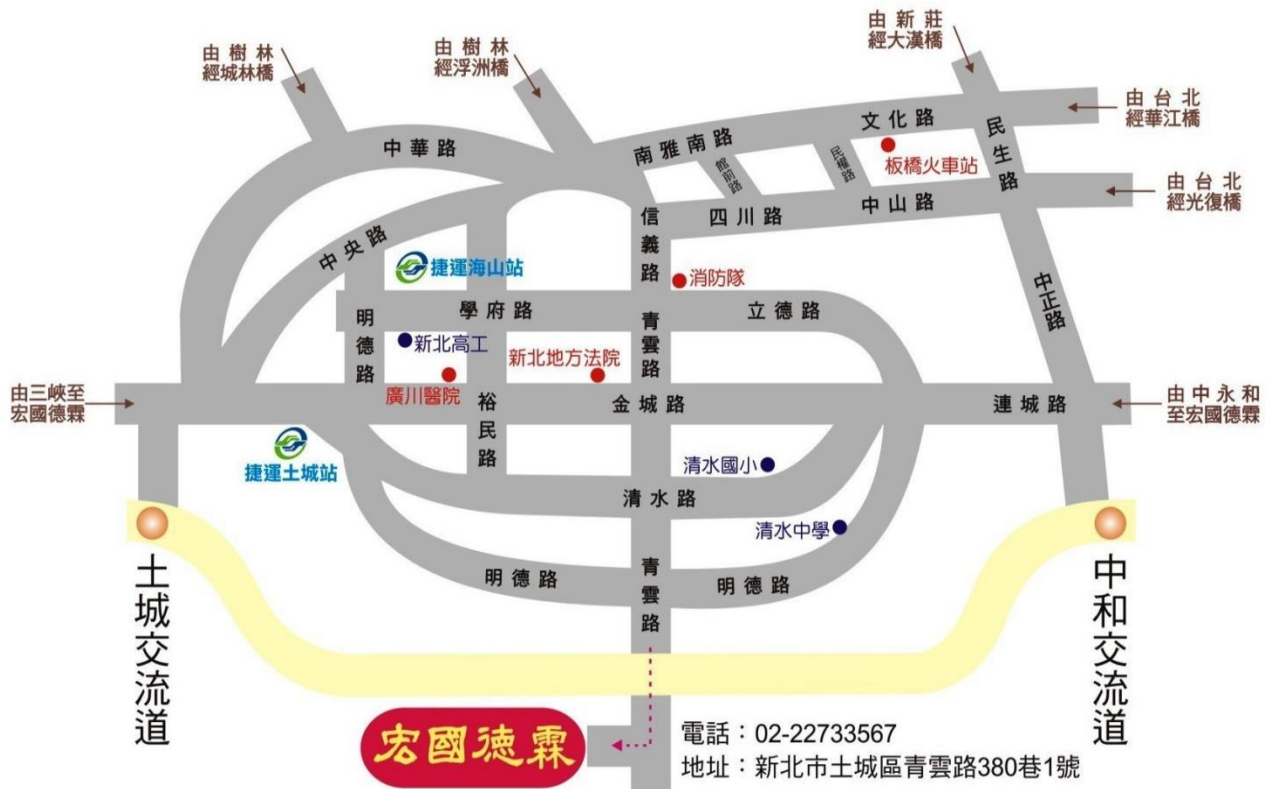 由樹林
經城林橋
由樹林
經浮洲橋
由新莊
經大漢橋
由台北
經華江橋
由台北
經光復橋
中華路
南雅南路
文化路
民生路
館前路
民權路
板橋火車站
四川路
中山路
信義路
中央路
捷運海山站
消防隊
學府路
立德路
中正路
明德路
新北高工
青雲路
新北地方法院
廣川醫院
由三峽至
宏國德霖
裕民路
金城路
連城路
由中永和
至宏國德霖
捷運土城站
清水國小
清水路
清水中學
明德路
青雲路
明德路
土城交流道
中和交流道
宏國德霖
電話：02-22733567
地址：新北市土城區青雲路380巷1號